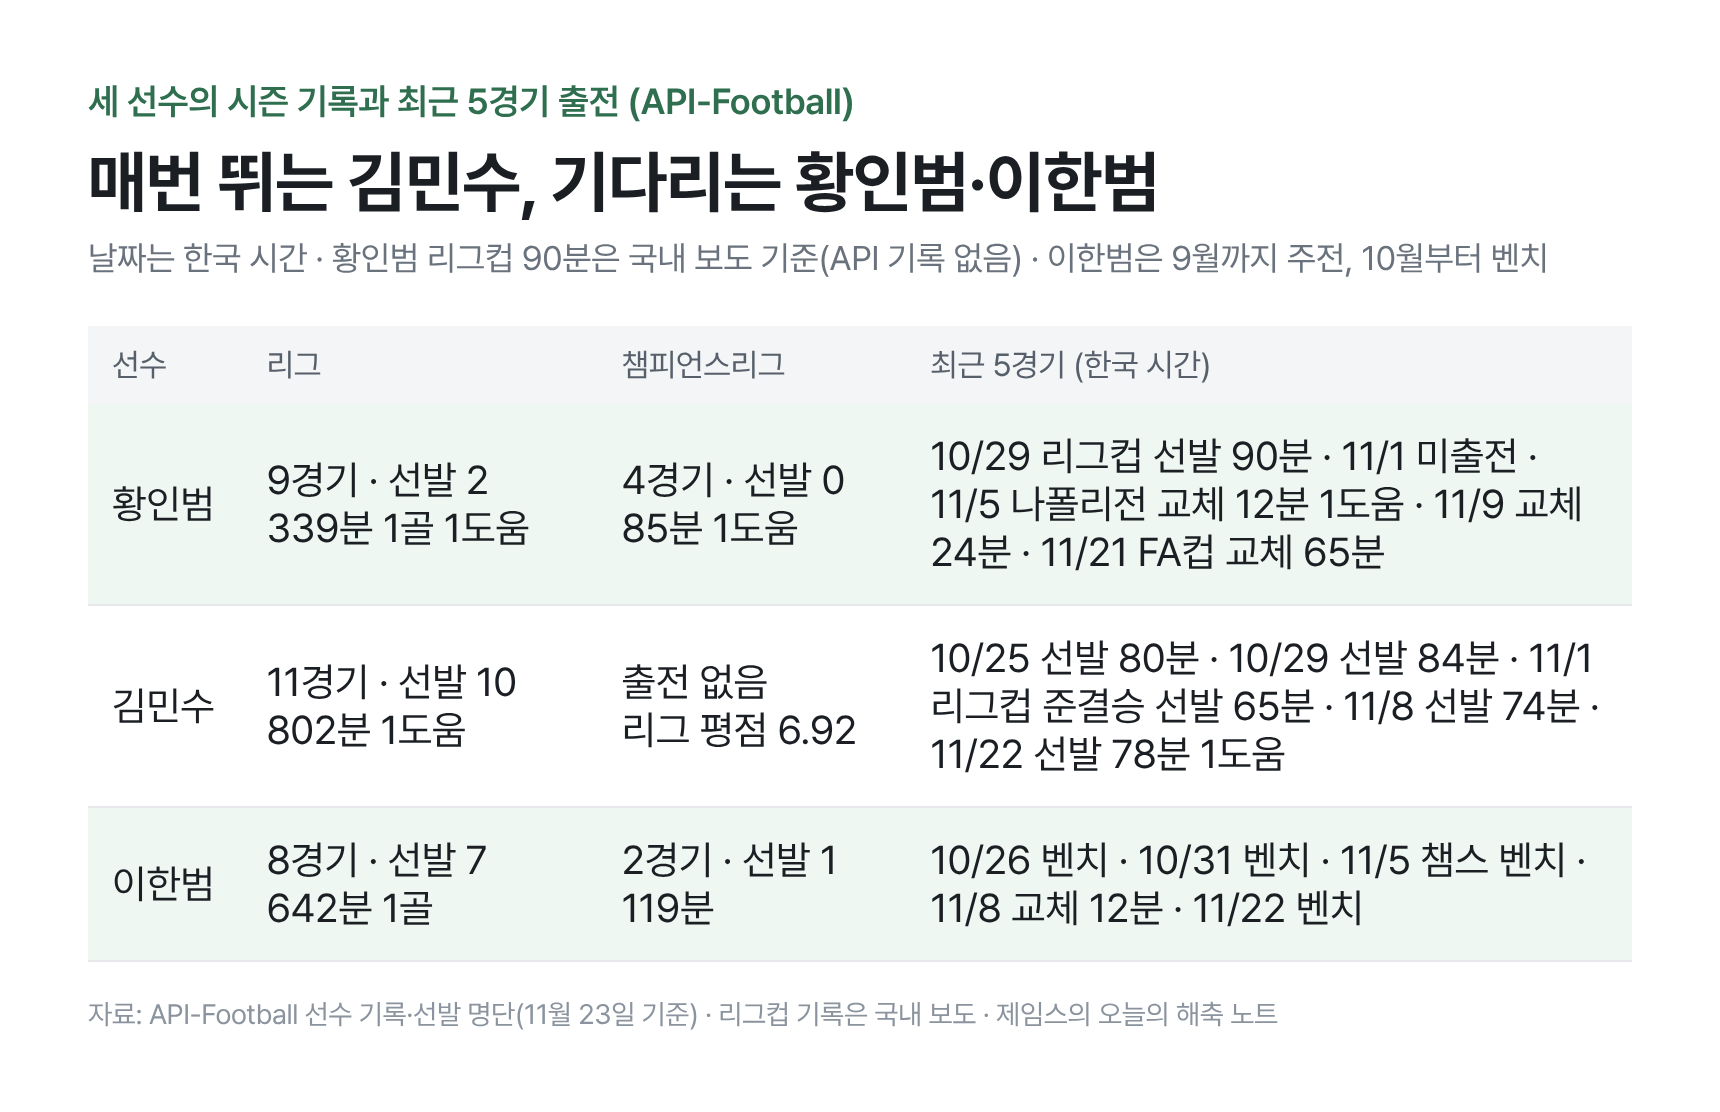 세 선수의 시즌 기록과 최근 5경기 출전 (API-Football)
매번 뛰는 김민수, 기다리는 황인범·이한범
날짜는 한국 시간 · 황인범 리그컵 90분은 국내 보도 기준(API 기록 없음) · 이한범은 9월까지 주전, 10월부터 벤치
선수 리그 챔피언스리그 최근 5경기 (한국 시간)
황인범
9경기 · 선발 2
339분 1골 1도움
4경기 · 선발 0
85분 1도움
10/29 리그컵 선발 90분 · 11/1 미출전 ·
11/5 나폴리전 교체 12분 1도움 · 11/9 교체
24분 · 11/21 FA컵 교체 65분
김민수
11경기 · 선발 10
802분 1도움
출전 없음
리그 평점 6.92
10/25 선발 80분 · 10/29 선발 84분 · 11/1
리그컵 준결승 선발 65분 · 11/8 선발 74분 ·
11/22 선발 78분 1도움
이한범
8경기 · 선발 7
642분 1골
2경기 · 선발 1
119분
10/26 벤치 · 10/31 벤치 · 11/5 챔스 벤치 ·
11/8 교체 12분 · 11/22 벤치
자료: API-Football 선수 기록·선발 명단(11월 23일 기준) · 리그컵 기록은 국내 보도 · 제임스의 오늘의 해축 노트